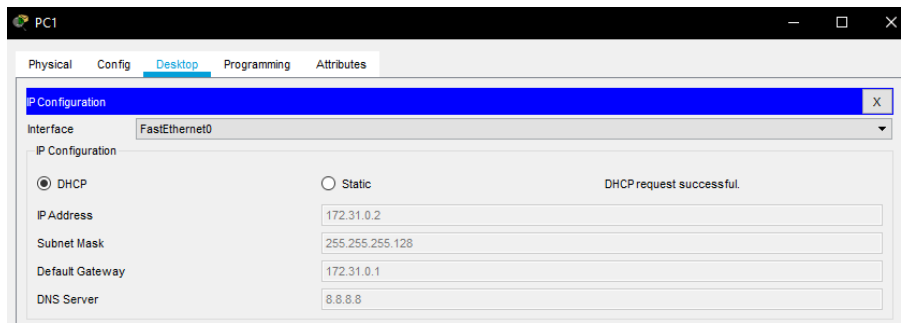 PC1
Physical Config Desktop Programming Attributes
IP Configuration X
Interface FastEthernet0
IP Configuration
DHCP Static DHCP request successful.
IP Address 172.31.0.2
Subnet Mask 255.255.255.128
Default Gateway 172.31.0.1
DNS Server 8.8.8.8